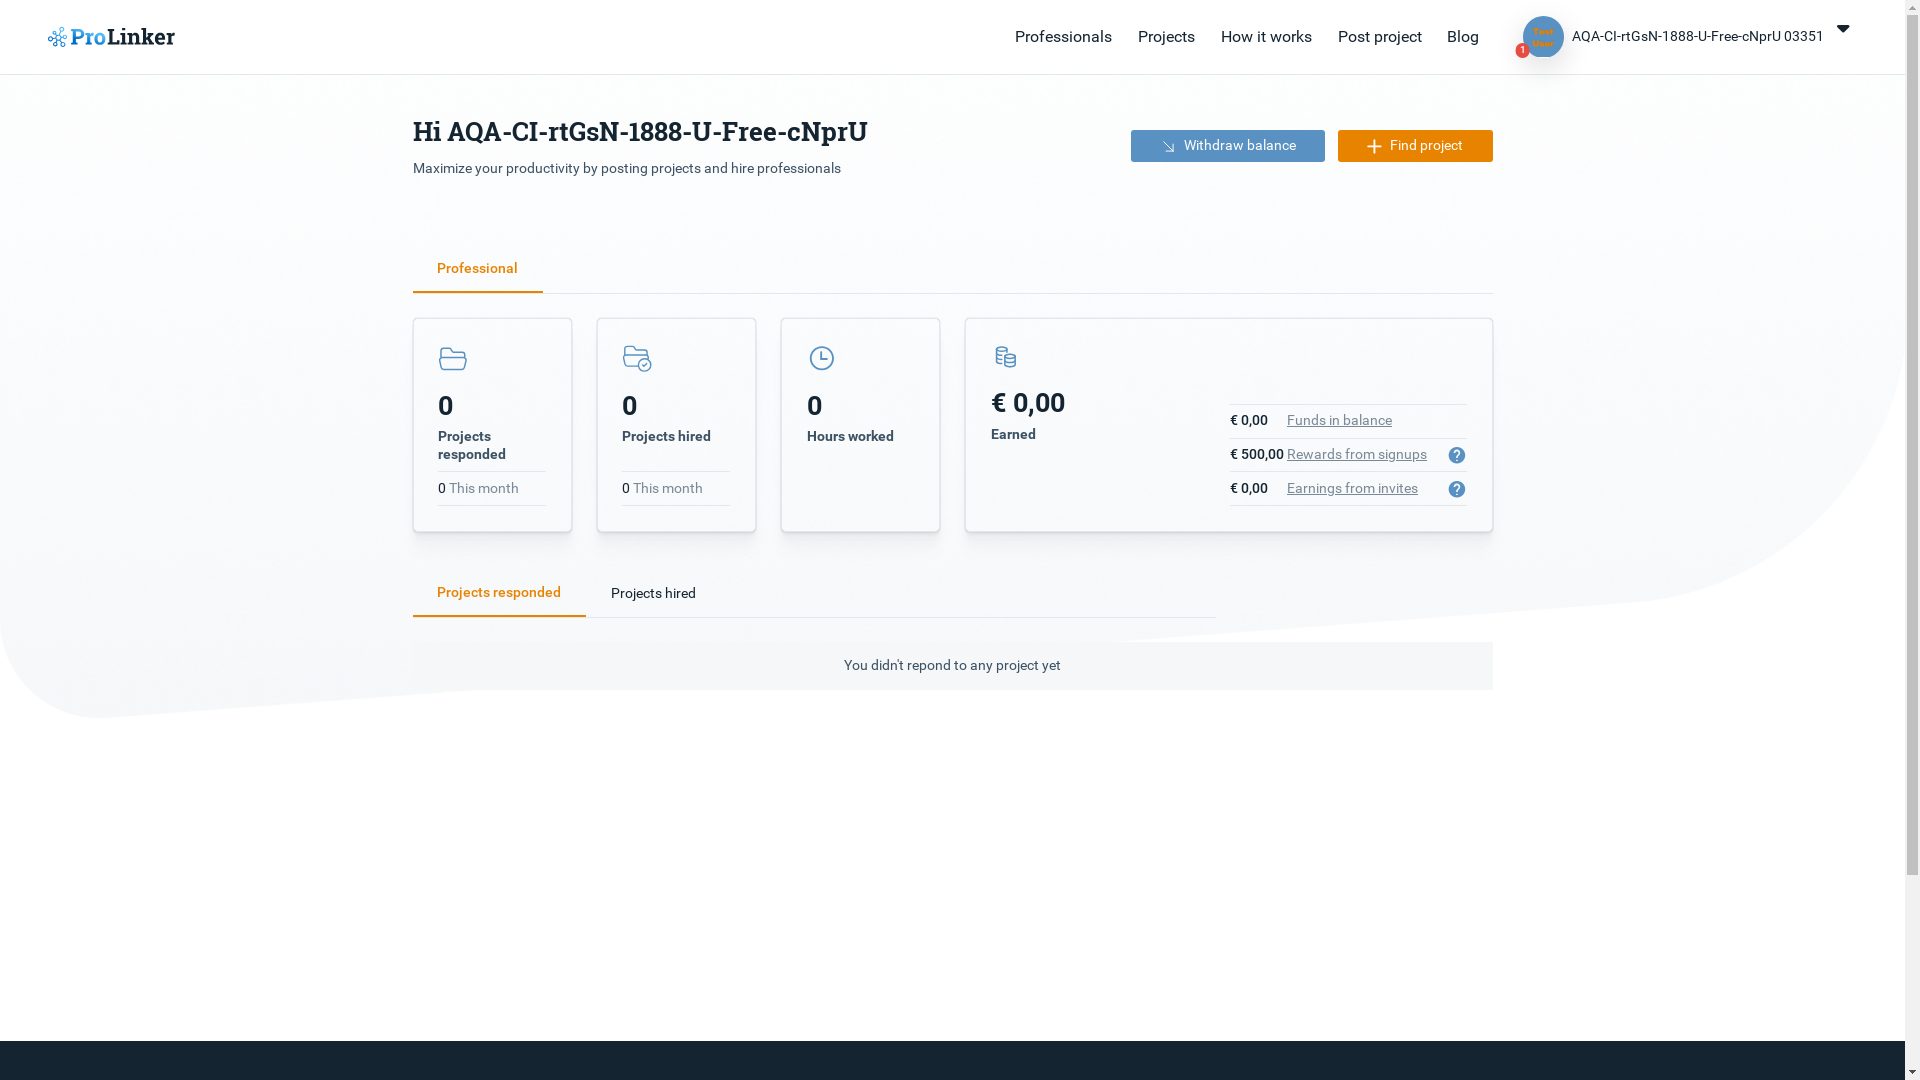 ProLinker
Professionals
Projects
How it works
Post project
Blog
1
Test
User
AQA-CI-rtGsN-1888-U-Free-cNprU 03351
Hi AQA-CI-rtGsN-1888-U-Free-cNprU
Maximize your productivity by posting projects and hire professionals
Withdraw balance
Find project
Professional
0
Projects
responded
0 This month
0
Projects hired
0 This month
0
Hours worked
€ 0,00
Earned
€ 0,00 Funds in balance
€ 500,00 Rewards from signups ?
€ 0,00 Earnings from invites ?
Projects responded
Projects hired
You didn't repond to any project yet